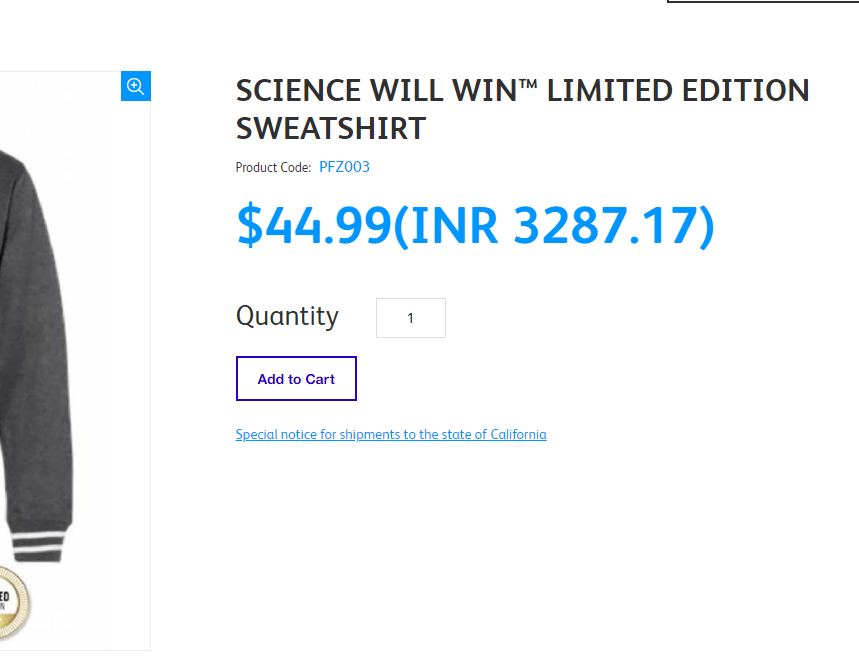 SCIENCE WILL WIN™ LIMITED EDITION
SWEATSHIRT
Product Code: PFZ003
$44.99(INR 3287.17)
Quantity 1
Add to Cart
Special notice for shipments to the state of California